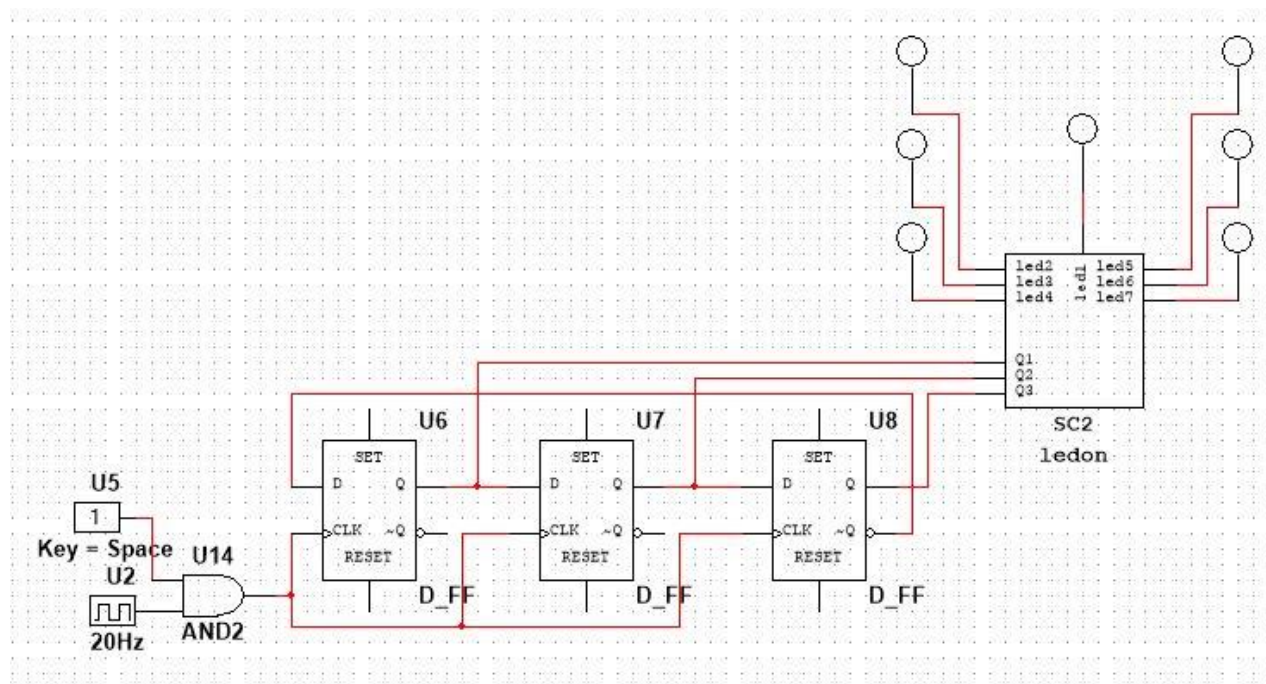 led2 led5
led3 led6
led4 led7
led1
Q1
Q2
Q3
SC2
ledon
U6
U7
U8
SET
SET
SET
D Q
D Q
D Q
CLK ~Q
CLK ~Q
CLK ~Q
RESET
RESET
RESET
D_FF
D_FF
D_FF
U5
1
Key = Space
U14
U2
AND2
20Hz